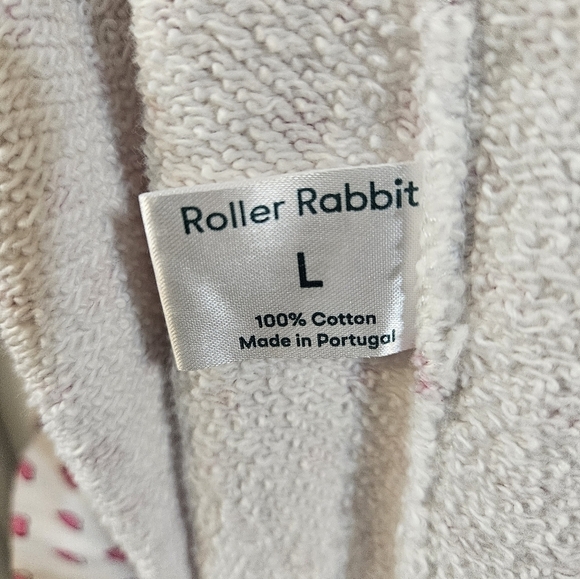 Roller Rabbit
L
100% Cotton
Made in Portugal